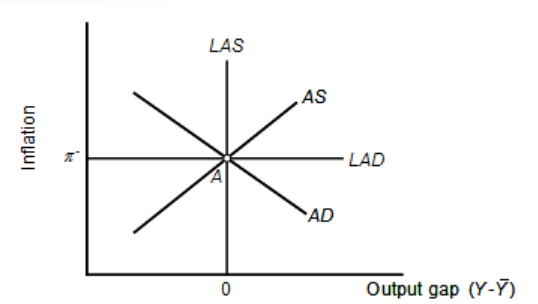 LAS
AS
Inflation
π⁻
LAD
A
AD
0
Output gap (Y-Ȳ)